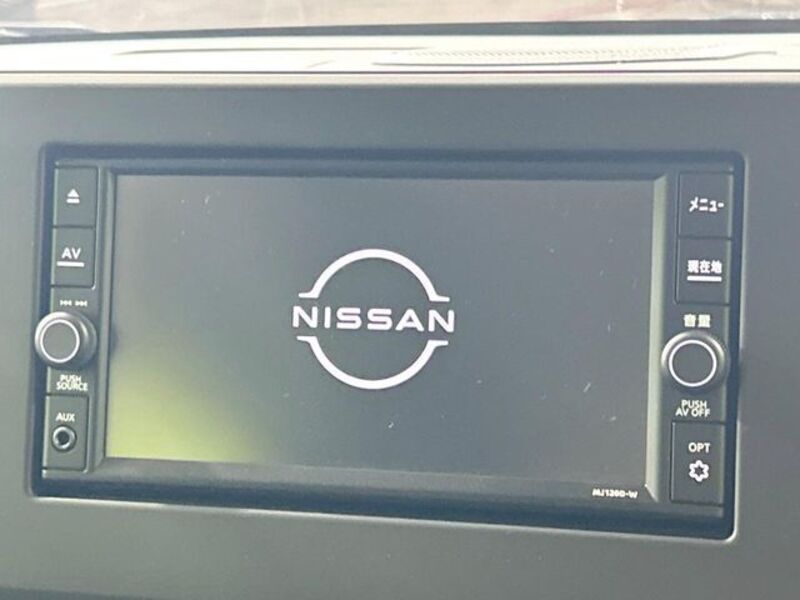 AV
PUSH
SOURCE
AUX
NISSAN
メニュー
現在地
音量
PUSH
AV OFF
OPT
MJ120D-W